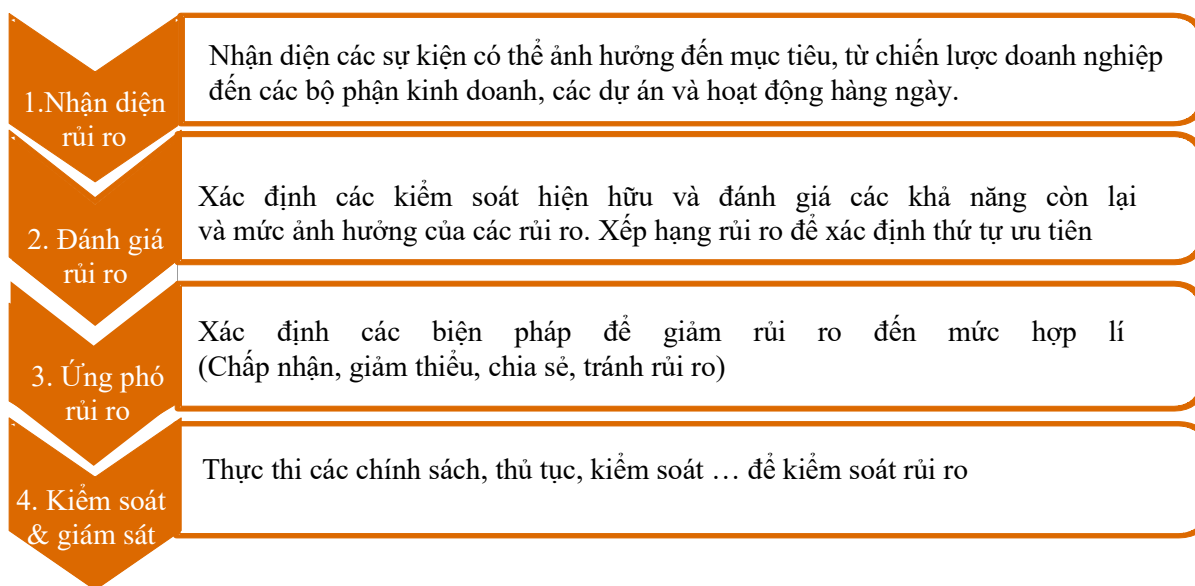 1.Nhận diện
rủi ro
Nhận diện các sự kiện có thể ảnh hưởng đến mục tiêu, từ chiến lược doanh nghiệp
đến các bộ phận kinh doanh, các dự án và hoạt động hàng ngày.
2. Đánh giá
rủi ro
Xác định các kiểm soát hiện hữu và đánh giá các khả năng còn lại
và mức ảnh hưởng của các rủi ro. Xếp hạng rủi ro để xác định thứ tự ưu tiên
3. Ứng phó
rủi ro
Xác định các biện pháp để giảm rủi ro đến mức hợp lí
(Chấp nhận, giảm thiểu, chia sẻ, tránh rủi ro)
4. Kiểm soát
& giám sát
Thực thi các chính sách, thủ tục, kiểm soát … để kiểm soát rủi ro